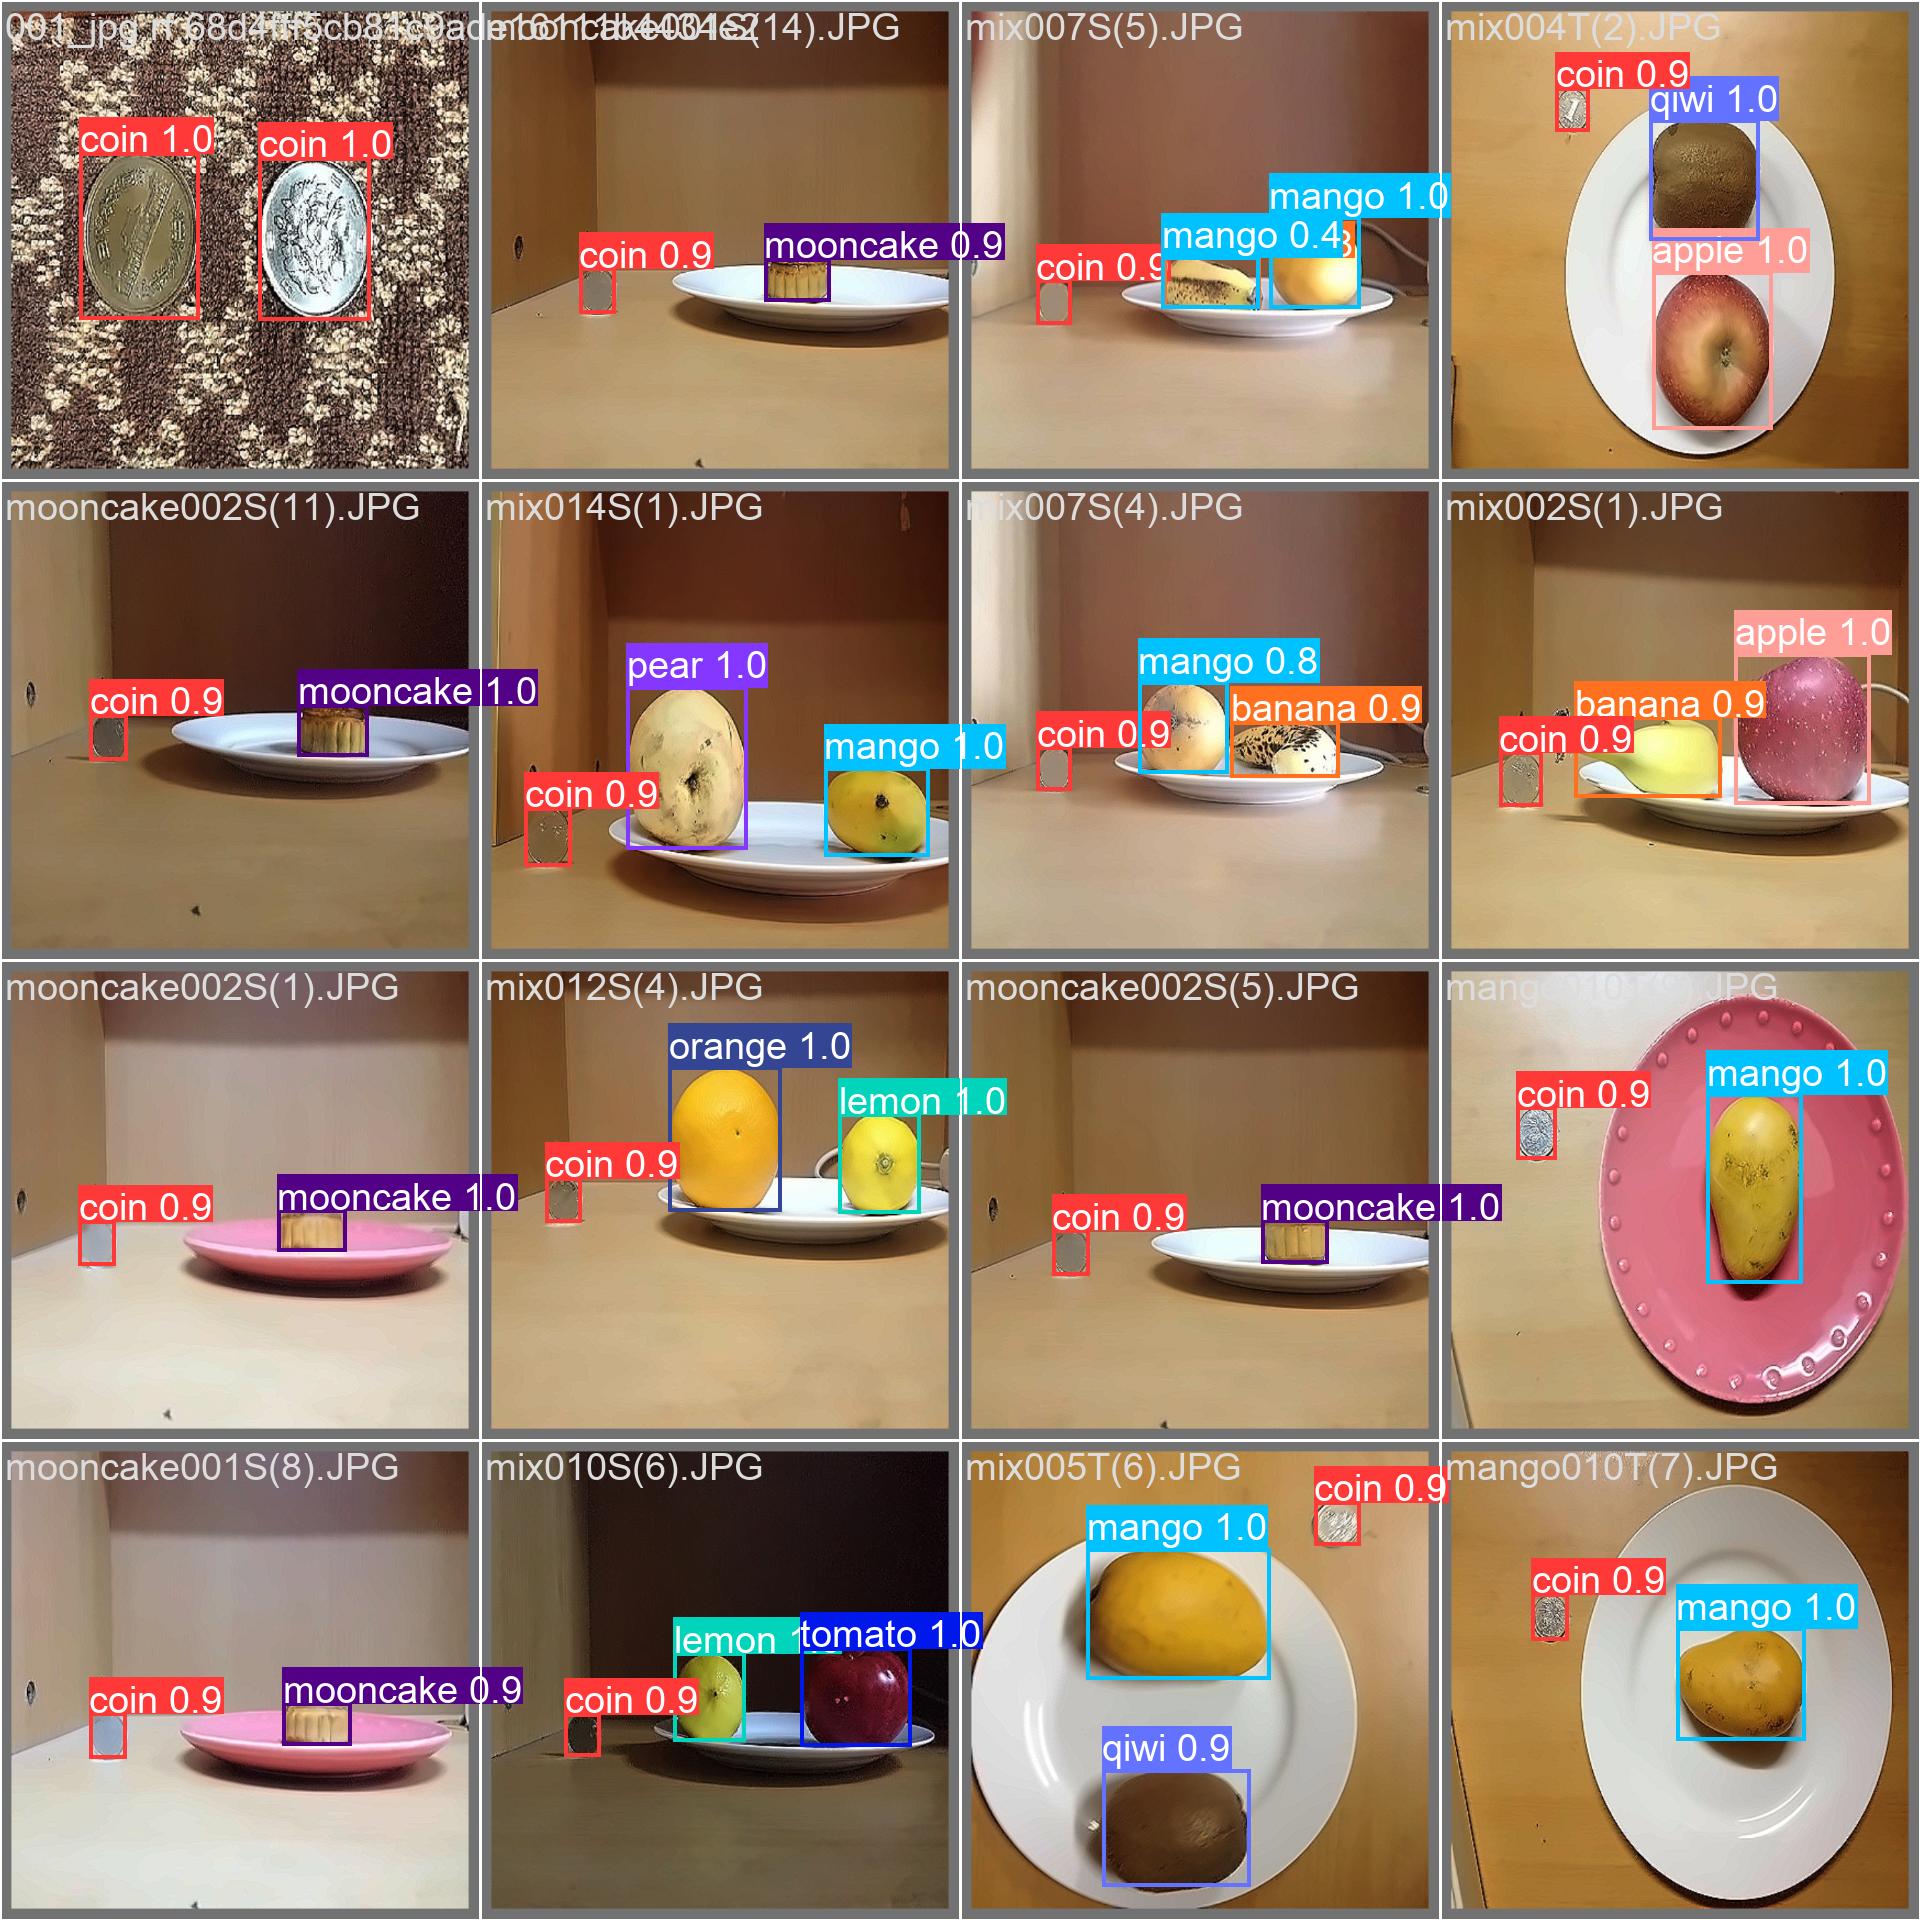 mix007S(5).JPG
mix004T(2).JPG
coin 1.0
coin 1.0
coin 0.9
mooncake 0.9
coin 0.9
mango 0.4
mango 1.0
coin 0.9
qiwi 1.0
apple 1.0
mooncake002S(11).JPG
mix014S(1).JPG
mix007S(4).JPG
mix002S(1).JPG
coin 0.9
mooncake 1.0
pear 1.0
coin 0.9
mango 1.0
mango 0.8
coin 0.9
banana 0.9
apple 1.0
banana 0.9
coin 0.9
mooncake002S(1).JPG
mix012S(4).JPG
mooncake002S(5).JPG
coin 0.9
mooncake 1.0
orange 1.0
lemon 1.0
coin 0.9
coin 0.9
mooncake 1.0
coin 0.9
mango 1.0
mooncake001S(8).JPG
mix010S(6).JPG
mix005T(6).JPG
mango010T(7).JPG
coin 0.9
mooncake 0.9
lemon
tomato 1.0
coin 0.9
coin 0.9
mango 1.0
qiwi 0.9
coin 0.9
mango 1.0